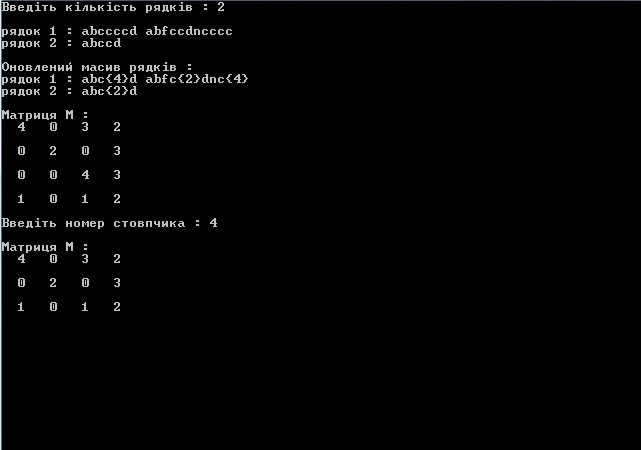 Введіть кількість рядків : 2
рядок 1 : abccccd abfccdncccc
рядок 2 : abccd
Оновлений масив рядків :
рядок 1 : abc{4}d abfc{2}dnc{4}
рядок 2 : abc{2}d
Матриця М :
4 0 3 2
0 2 0 3
0 0 4 3
1 0 1 2
Введіть номер стовпчика : 4
Матриця М :
4 0 3 2
0 2 0 3
1 0 1 2